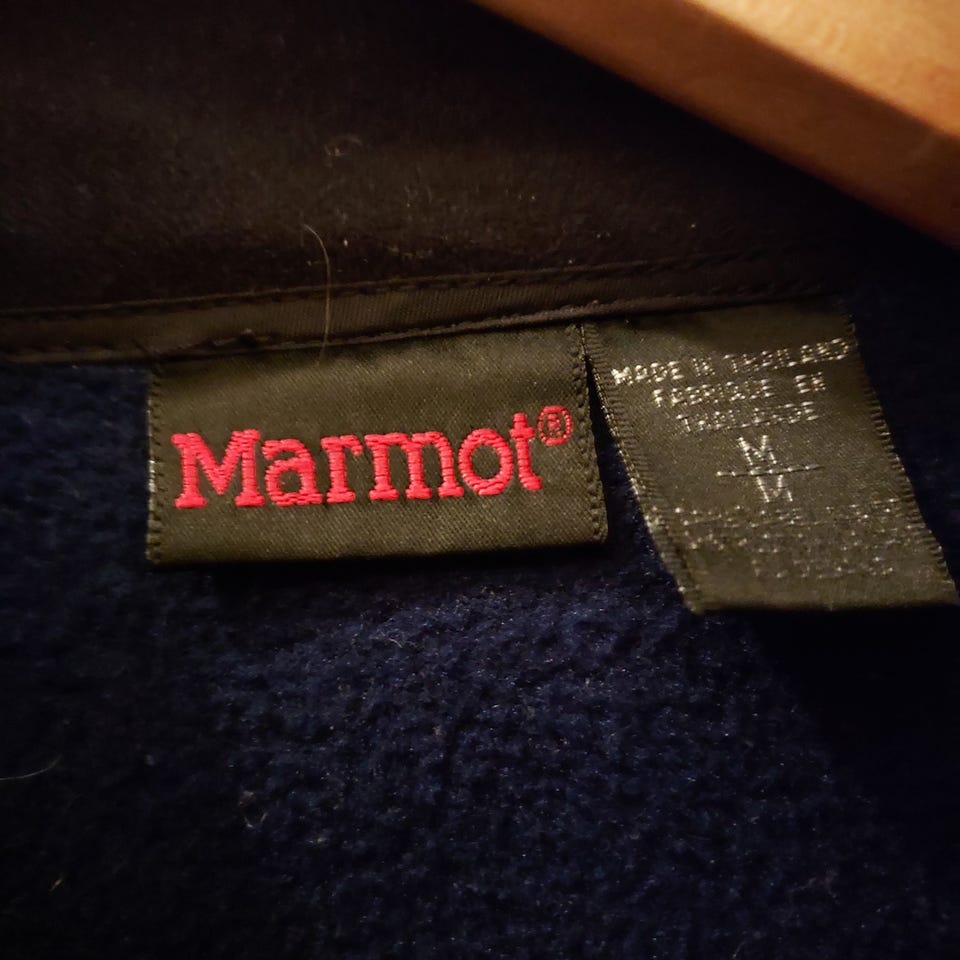 Marmot®
MADE IN THAILAND
FABRIQUE EN
THAILANDE
M
M